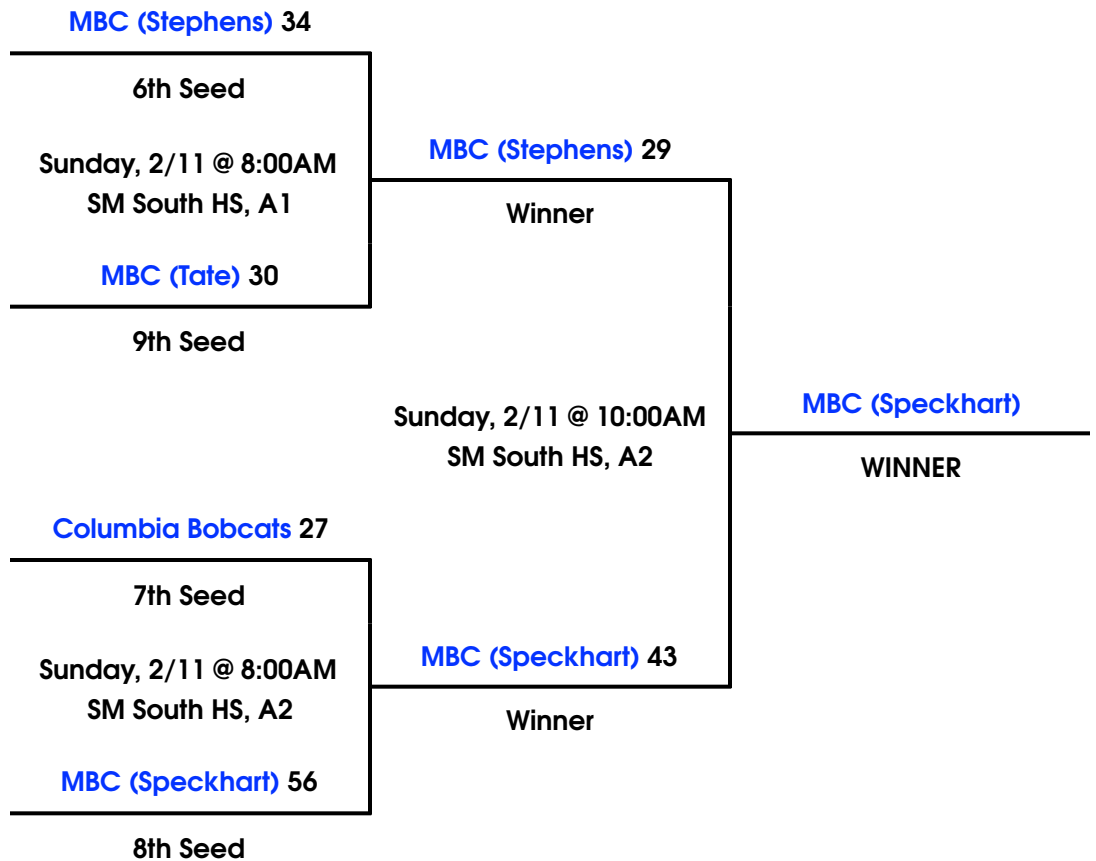 MBC (Stephens) 34
6th Seed
Sunday, 2/11 @ 8:00AM
SM South HS, A1
MBC (Tate) 30
9th Seed
MBC (Stephens) 29
Winner
Sunday, 2/11 @ 10:00AM
SM South HS, A2
MBC (Speckhart)
WINNER
Columbia Bobcats 27
7th Seed
Sunday, 2/11 @ 8:00AM
SM South HS, A2
MBC (Speckhart) 56
8th Seed
MBC (Speckhart) 43
Winner